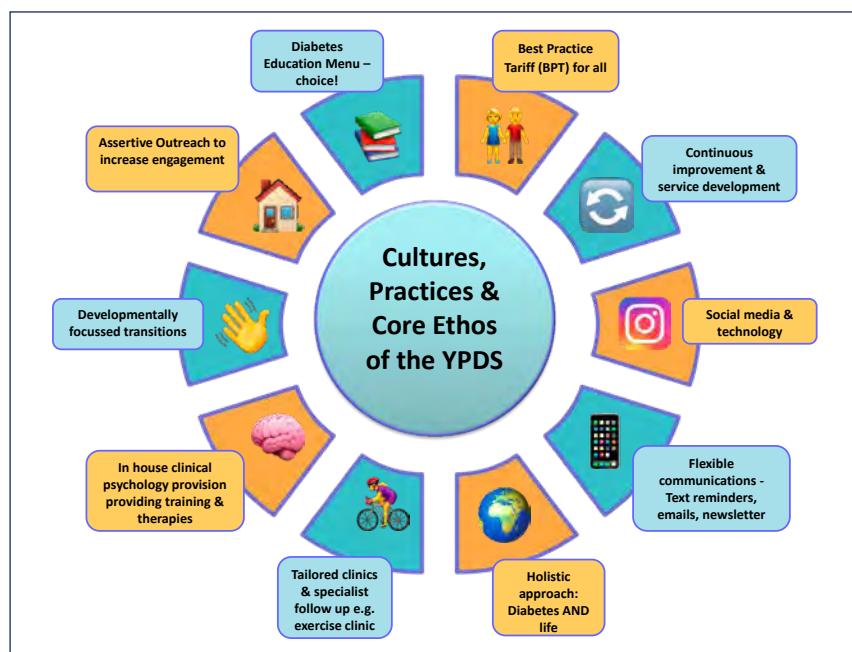 Diabetes
Education Menu –
choice!
Best Practice
Tariff (BPT) for all
Assertive Outreach to
increase engagement
Continuous
improvement &
service development
Cultures,
Practices &
Core Ethos
of the YPDS
Developmentally
focussed transitions
Social media &
technology
In house clinical
psychology provision
providing training &
therapies
Flexible
communications -
Text reminders,
emails, newsletter
Tailored clinics
& specialist
follow up e.g.
exercise clinic
Holistic
approach:
Diabetes AND
life